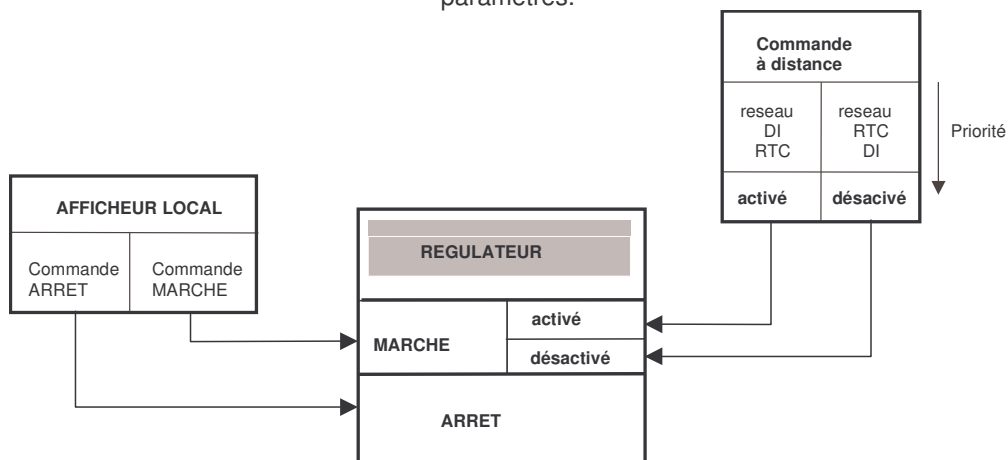 paramètres.
Commande
à distance
reseau
DI
RTC
reseau
RTC
DI
Priorité
activé
désacivé
AFFICHEUR LOCAL
Commande
ARRET
Commande
MARCHE
REGULATEUR
MARCHE
activé
désactivé
ARRET